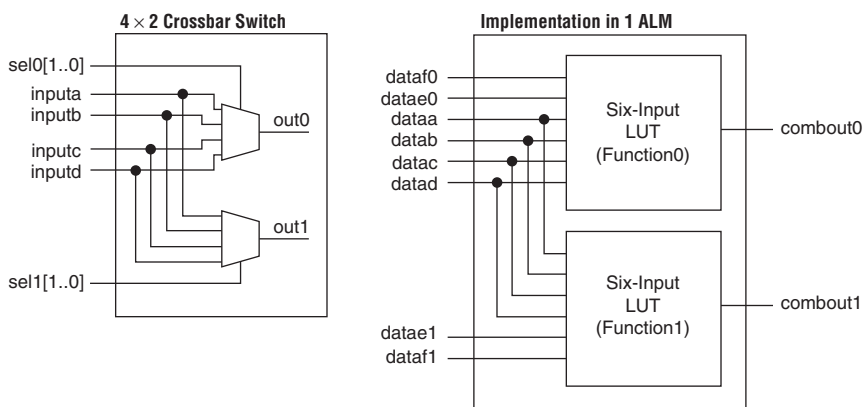 4 × 2 Crossbar Switch
sel0[1..0]
inputa
inputb
inputc
inputd
out0
out1
sel1[1..0]
Implementation in 1 ALM
dataf0
datae0
dataa
datab
datac
datad
Six-Input
LUT
(Function0)
combout0
Six-Input
LUT
(Function1)
combout1
datae1
dataf1